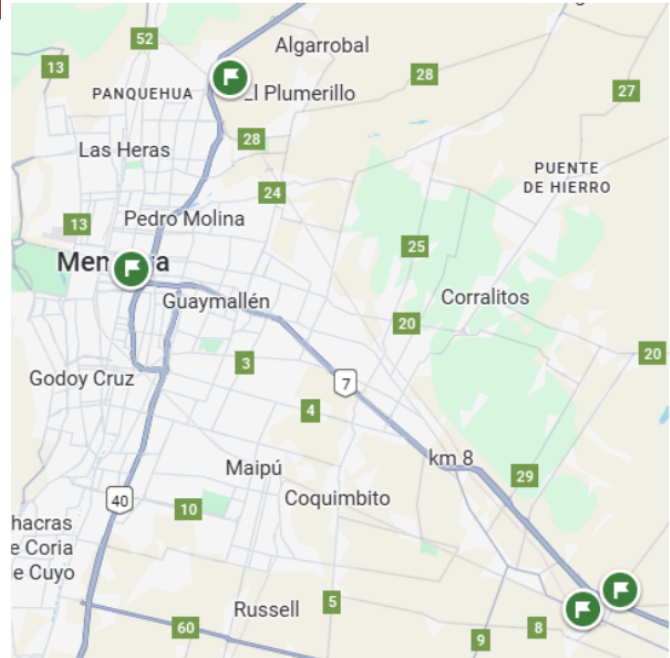 52
Algarrobal
13
28
27
PANQUEHUA
El Plumerillo
28
Las Heras
PUENTE
DE HIERRO
24
Pedro Molina
13
25
Guaymallén
Corralitos
20
20
3
7
Godoy Cruz
4
km 8
Maipú
29
40
Coquimbito
10
hacras
e Coria
e Cuyo
Russell
5
60
8
9